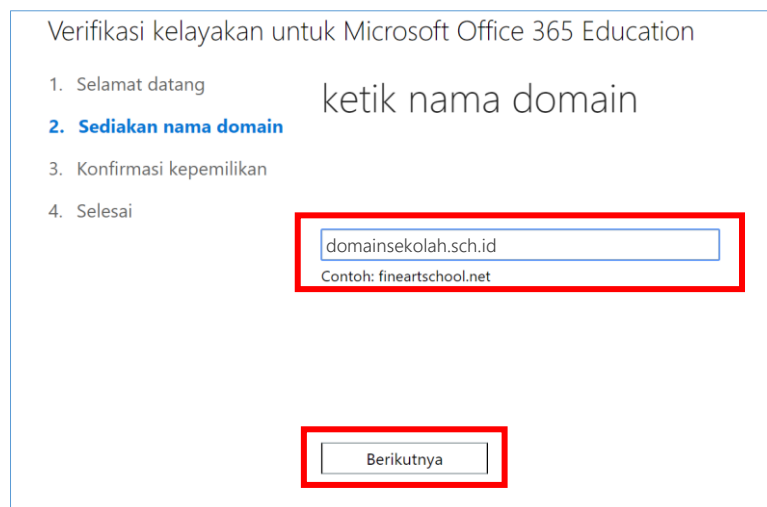 Verifikasi kelayakan untuk Microsoft Office 365 Education
1. Selamat datang
2. Sediakan nama domain
3. Konfirmasi kepemilikan
4. Selesai
ketik nama domain
domainsekolah.sch.id
Contoh: fineartschool.net
Berikutnya